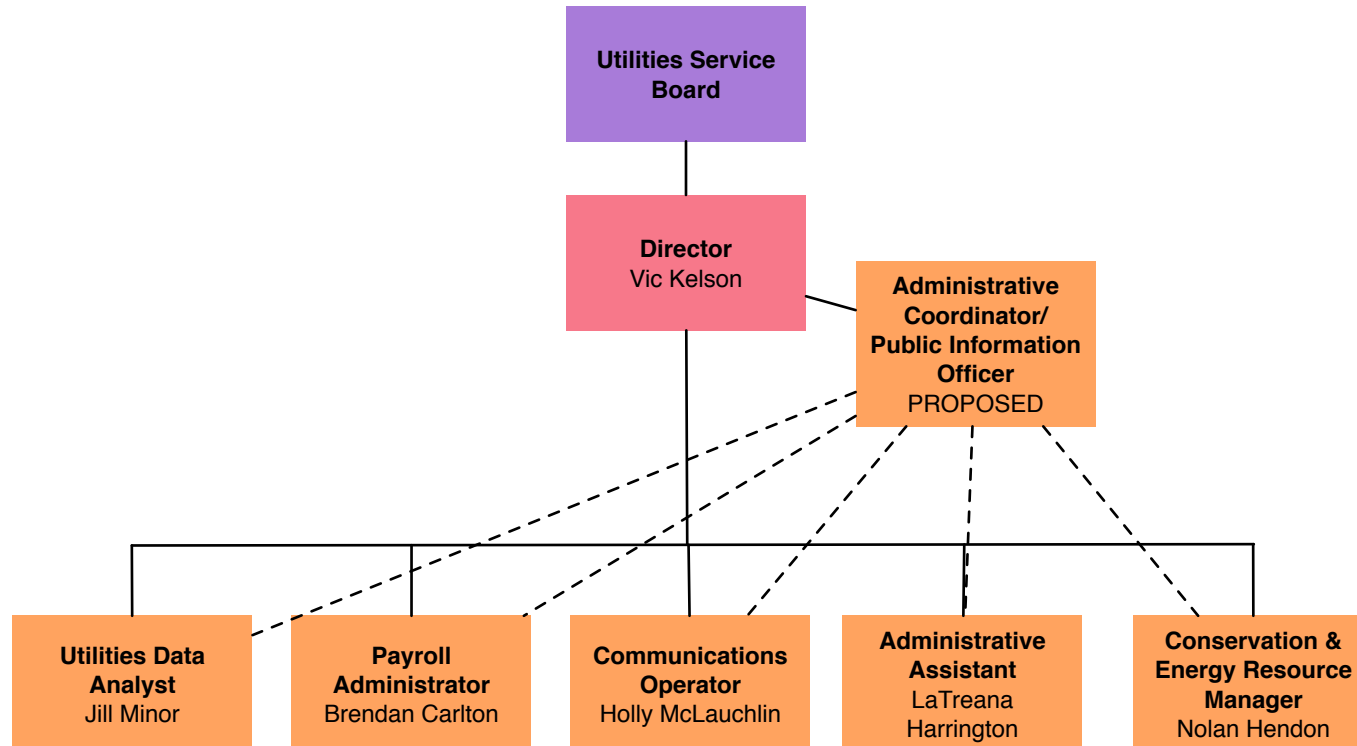 Utilities Service
Board
Director
Vic Kelson
Administrative
Coordinator/
Public Information
Officer
PROPOSED
Utilities Data
Analyst
Jill Minor
Payroll
Administrator
Brendan Carlton
Communications
Operator
Holly McLauchlin
Administrative
Assistant
LaTreana
Harrington
Conservation &
Energy Resource
Manager
Nolan Hendon